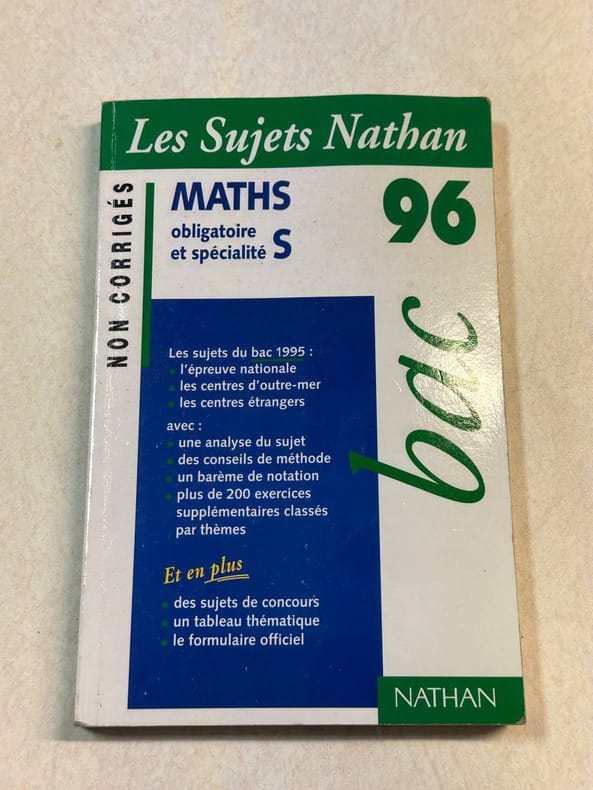 Les Sujets Nathan
NON CORRIGÉS
MATHS
obligatoire
et spécialité S
96
bac
Les sujets du bac 1995 :
• l'épreuve nationale
• les centres d'outre-mer
• les centres étrangers
avec :
• une analyse du sujet
• des conseils de méthode
• un barème de notation
• plus de 200 exercices
supplémentaires classés
par thèmes
Et en plus
• des sujets de concours
• un tableau thématique
• le formulaire officiel
NATHAN